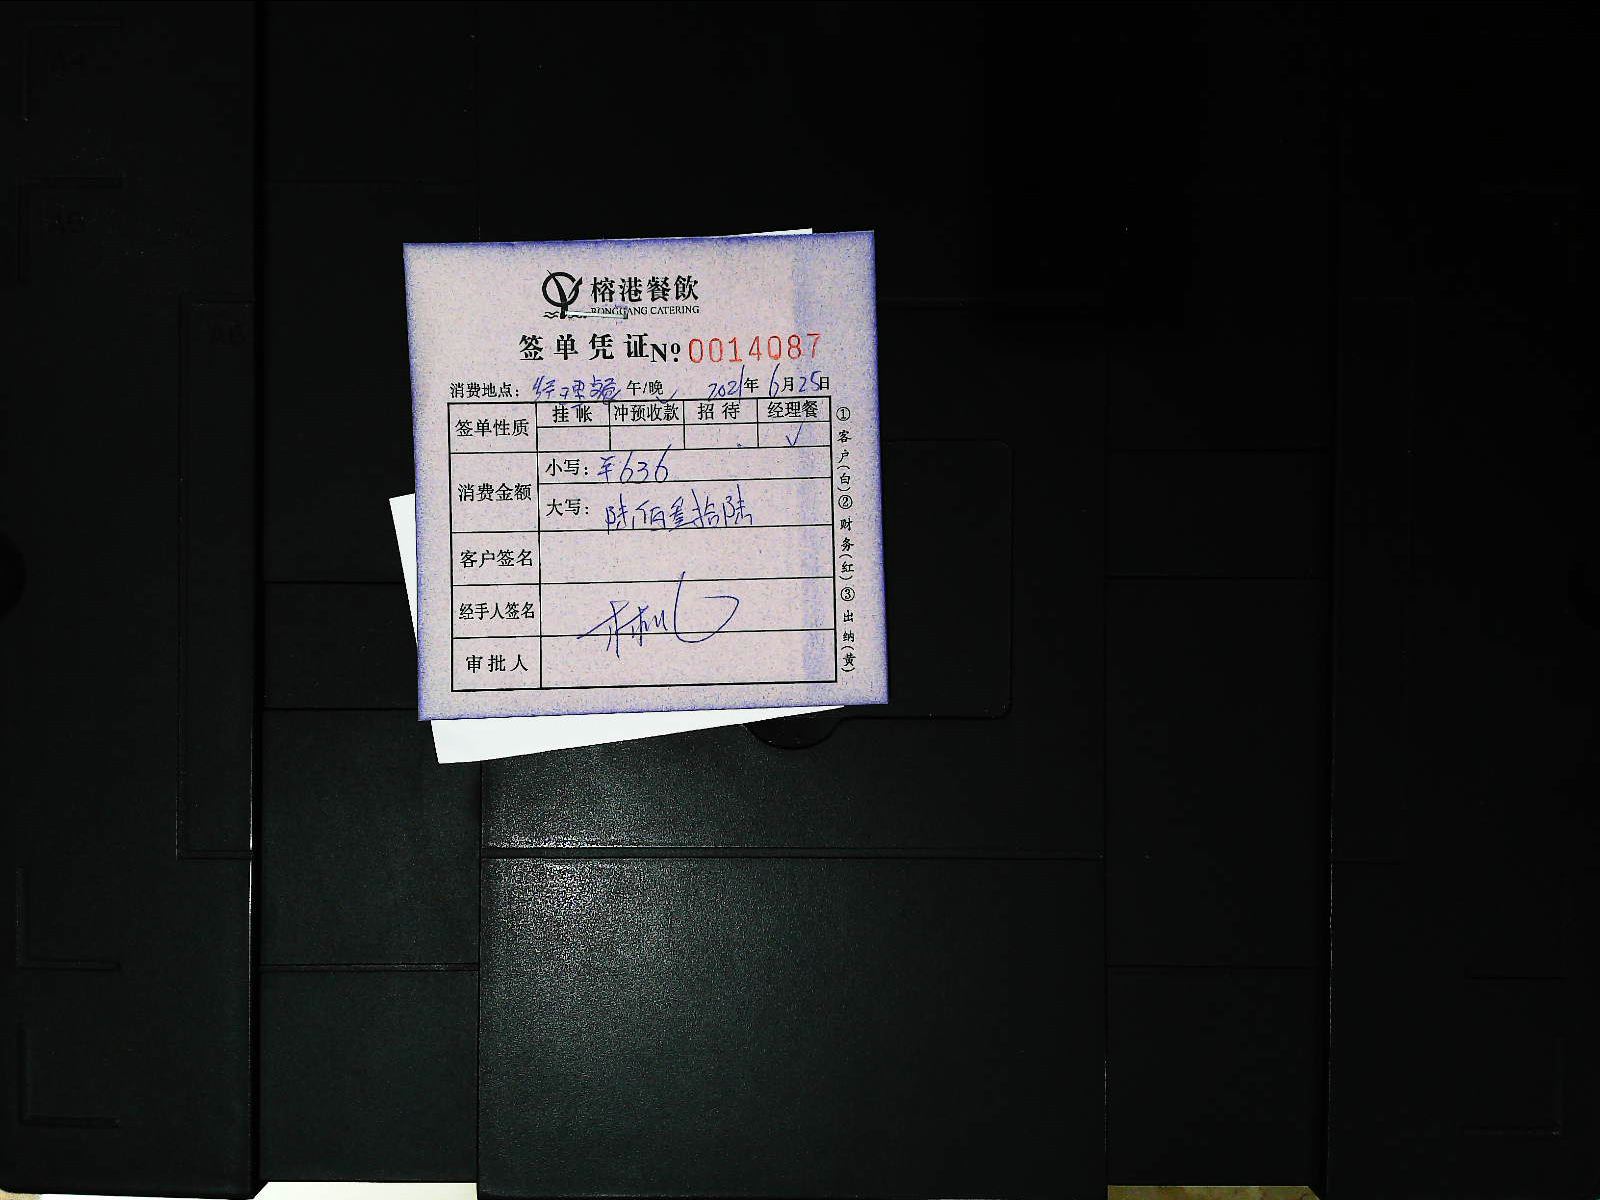 榕港餐飲
RONGGANG CATERING
签单凭证 № 0014087
消费地点：经理餐 午/晚 2021年6月25日
签单性质 挂帐 冲预收款 招待 经理餐
✓
消费金额 小写：¥636
大写：陆佰叁拾陆
客户签名
经手人签名
审批人
①客户（白）②财务（红）③出纳（黄）